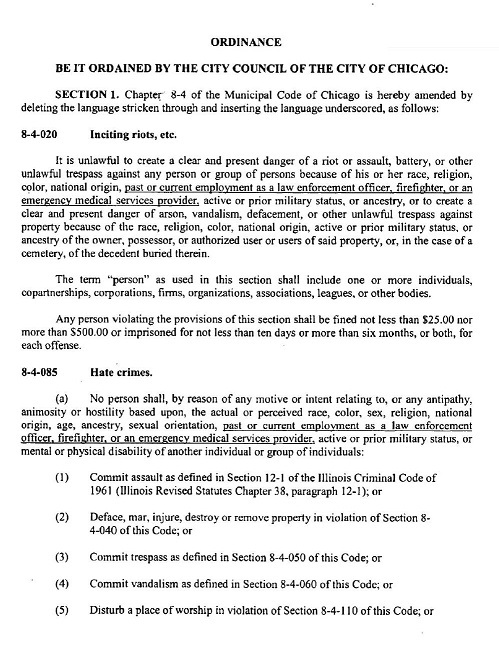 ORDINANCE
BE IT ORDAINED BY THE CITY COUNCIL OF THE CITY OF CHICAGO:
SECTION 1. Chapter 8-4 of the Municipal Code of Chicago is hereby amended by
deleting the language stricken through and inserting the language underscored, as follows:
8-4-020 Inciting riots, etc.
It is unlawful to create a clear and present danger of a riot or assault, battery, or other
unlawful trespass against any person or group of persons because of his or her race, religion,
color, national origin, past or current employment as a law enforcement officer, firefighter, or an
emergency medical services provider, active or prior military status, or ancestry, or to create a
clear and present danger of arson, vandalism, defacement, or other unlawful trespass against
property because of the race, religion, color, national origin, active or prior military status, or
ancestry of the owner, possessor, or authorized user or users of said property, or, in the case of a
cemetery, of the decedent buried therein.
The term "person" as used in this section shall include one or more individuals,
copartnerships, corporations, firms, organizations, associations, leagues, or other bodies.
Any person violating the provisions of this section shall be fined not less than $25.00 nor
more than $500.00 or imprisoned for not less than ten days or more than six months, or both, for
each offense.
8-4-085 Hate crimes.
(a) No person shall, by reason of any motive or intent relating to, or any antipathy,
animosity or hostility based upon, the actual or perceived race, color, sex, religion, national
origin, age, ancestry, sexual orientation, past or current employment as a law enforcement
officer, firefighter, or an emergency medical services provider, active or prior military status, or
mental or physical disability of another individual or group of individuals:
(1) Commit assault as defined in Section 12-1 of the Illinois Criminal Code of
1961 (Illinois Revised Statutes Chapter 38, paragraph 12-1); or
(2) Deface, mar, injure, destroy or remove property in violation of Section 8-
4-040 of this Code; or
(3) Commit trespass as defined in Section 8-4-050 of this Code; or
(4) Commit vandalism as defined in Section 8-4-060 of this Code; or
(5) Disturb a place of worship in violation of Section 8-4-110 of this Code; or